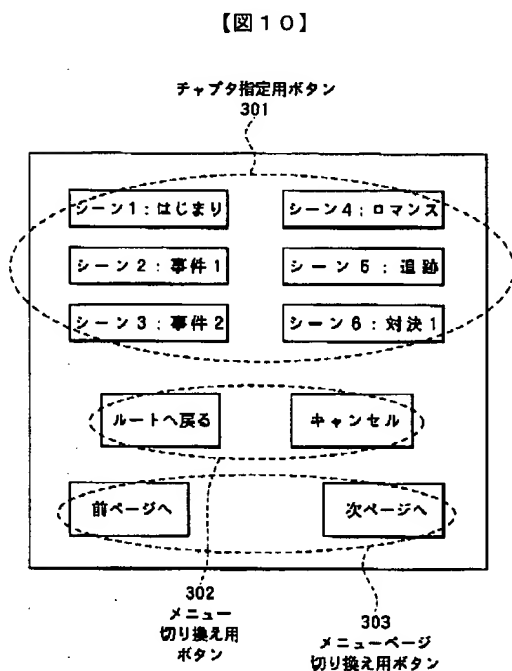 【図10】
チャプタ指定用ボタン
301
シーン1:はじまり
シーン4:ロマンス
シーン2:事件1
シーン5:追跡
シーン3:事件2
シーン6:対決1
ルートへ戻る
キャンセル
前ページへ
次ページへ
302
メニュー
切り換え用
ボタン
303
メニューページ
切り換え用ボタン